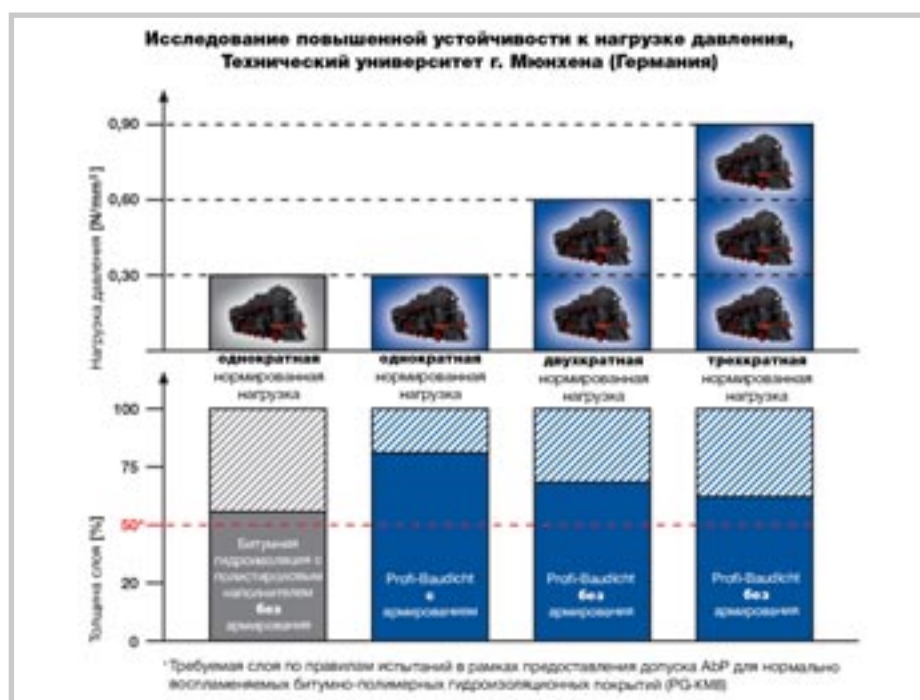 Исследование повышенной устойчивости к нагрузке давления,
Технический университет г. Мюнхена (Германия)
Нагрузка давления [N/mm²]
0,90
0,60
0,30
однократная
нормированная
нагрузка
однократная
нормированная
нагрузка
двухкратная
нормированная
нагрузка
трехкратная
нормированная
нагрузка
Толщина слоя [%]
100
75
50*
20
0
Битумная
гидроизоляция с
полистироловым
наполнителем
без
армирования
Profi-Baudicht
с
армированием
Profi-Baudicht
без
армирования
Profi-Baudicht
без
армирования
*Требуемая слоя по правилам испытаний в рамках предоставления допуска AbP для нормально
воспламеняемых битумно-полимерных гидроизоляционных покрытий (PG-KMB)